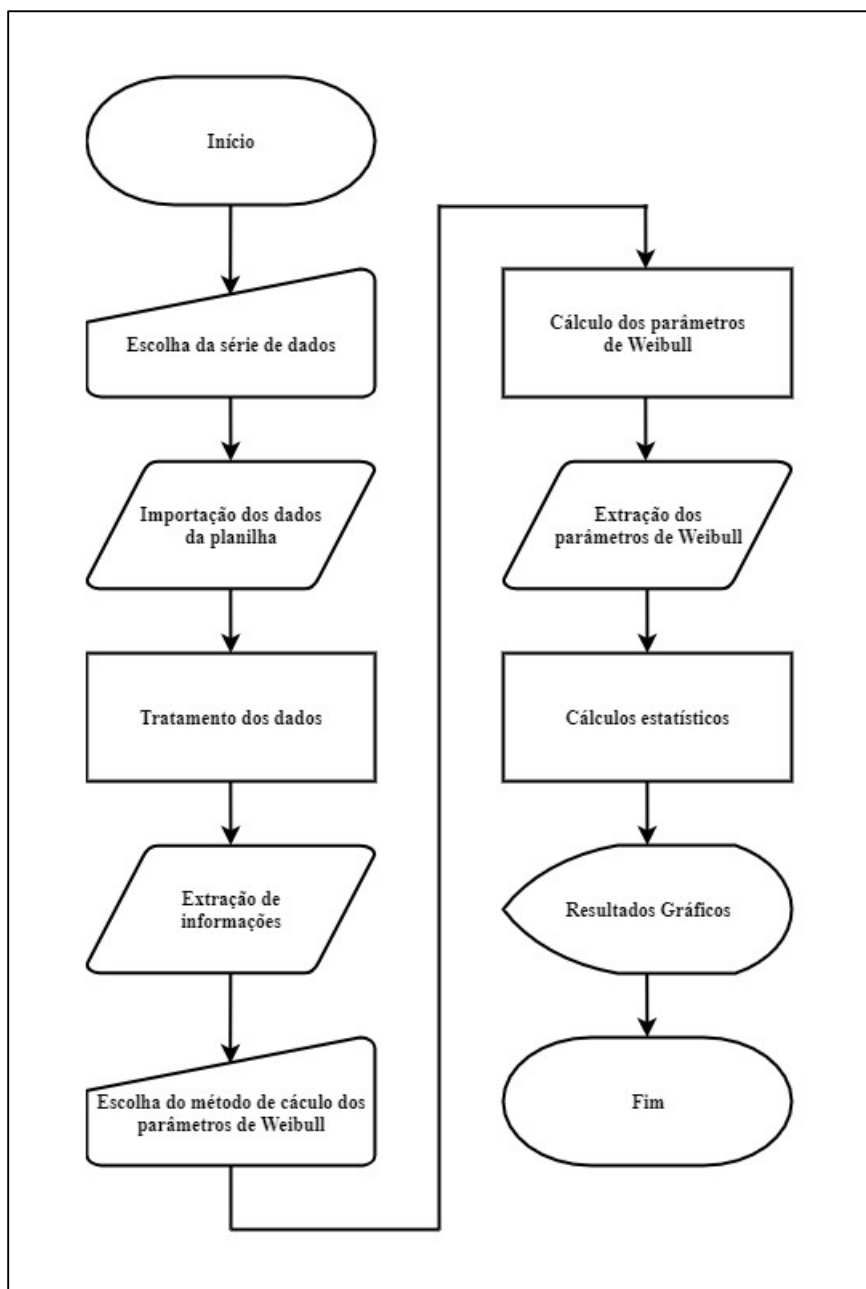 Início
Escolha da série de dados
Importação dos dados
da planilha
Tratamento dos dados
Extração de
informações
Escolha do método de cáculo dos
parâmetros de Weibull
Cálculo dos parâmetros
de Weibull
Extração dos
parâmetros de Weibull
Cálculos estatísticos
Resultados Gráficos
Fim